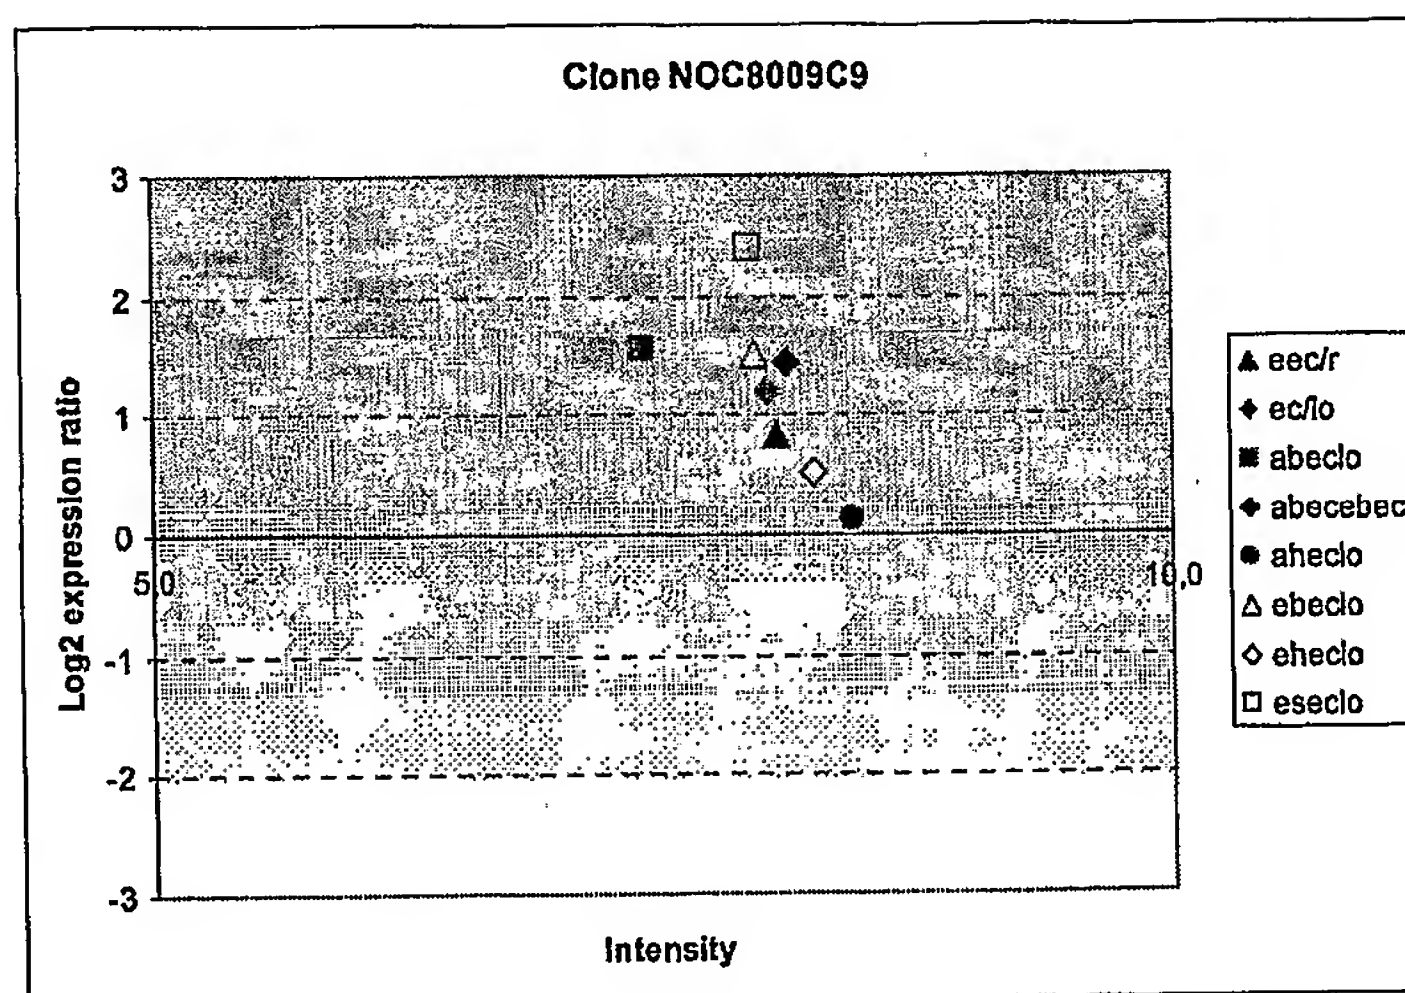 Clone NOC8009C9
3
2
1
0
-1
-2
-3
5,0
10,0
Log2 expression ratio
Intensity
eec/r
ec/lo
abeclo
abecebec
aheclo
ebeclo
eheclo
eseclo